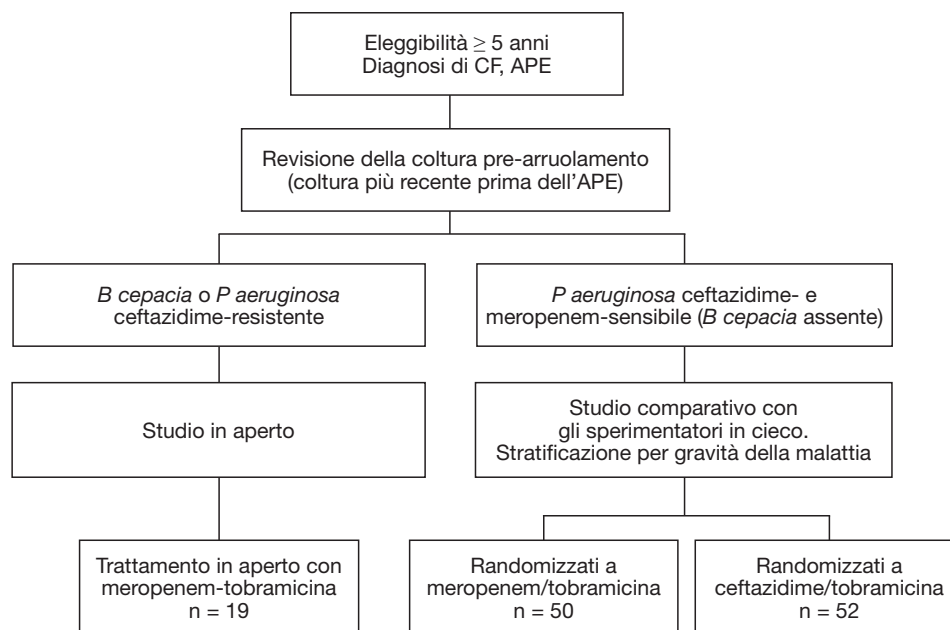 Eleggibilità ≥ 5 anni
Diagnosi di CF, APE
Revisione della coltura pre-arruolamento
(coltura più recente prima dell'APE)
B cepacia o P aeruginosa
ceftazidime-resistente
P aeruginosa ceftazidime- e
meropenem-sensibile (B cepacia assente)
Studio in aperto
Studio comparativo con
gli sperimentatori in cieco.
Stratificazione per gravità della malattia
Trattamento in aperto con
meropenem-tobramicina
n = 19
Randomizzati a
meropenem/tobramicina
n = 50
Randomizzati a
ceftazidime/tobramicina
n = 52